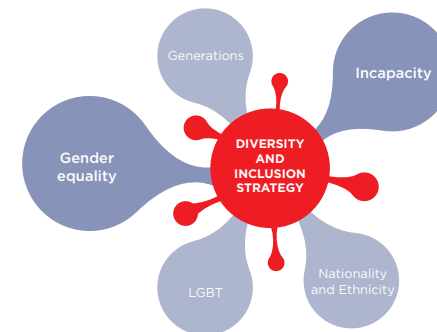 Generations
Incapacity
Gender
equality
DIVERSITY
AND
INCLUSION
STRATEGY
LGBT
Nationality
and Ethnicity